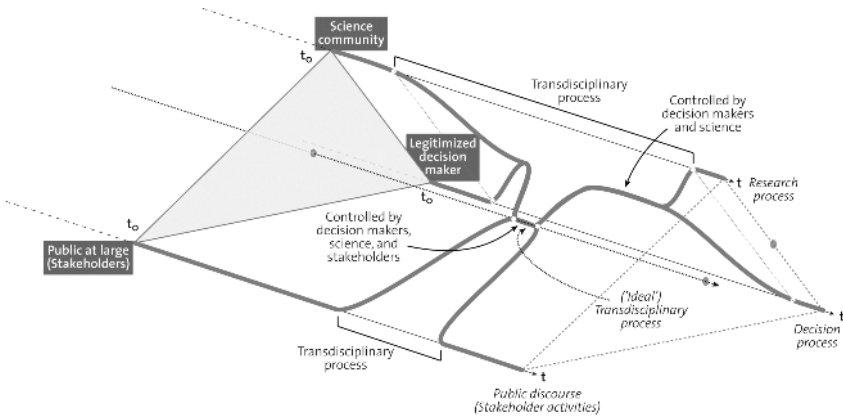 Science
community
t₀
Transdisciplinary
process
Controlled by
decision makers
and science
Legitimized
decision
maker
t₀
t
Research
process
t₀
Public at large
(Stakeholders)
Controlled by
decision makers,
science, and
stakeholders
('Ideal')
Transdisciplinary
process
t
Decision
process
Transdisciplinary
process
t
Public discourse
(Stakeholder activities)